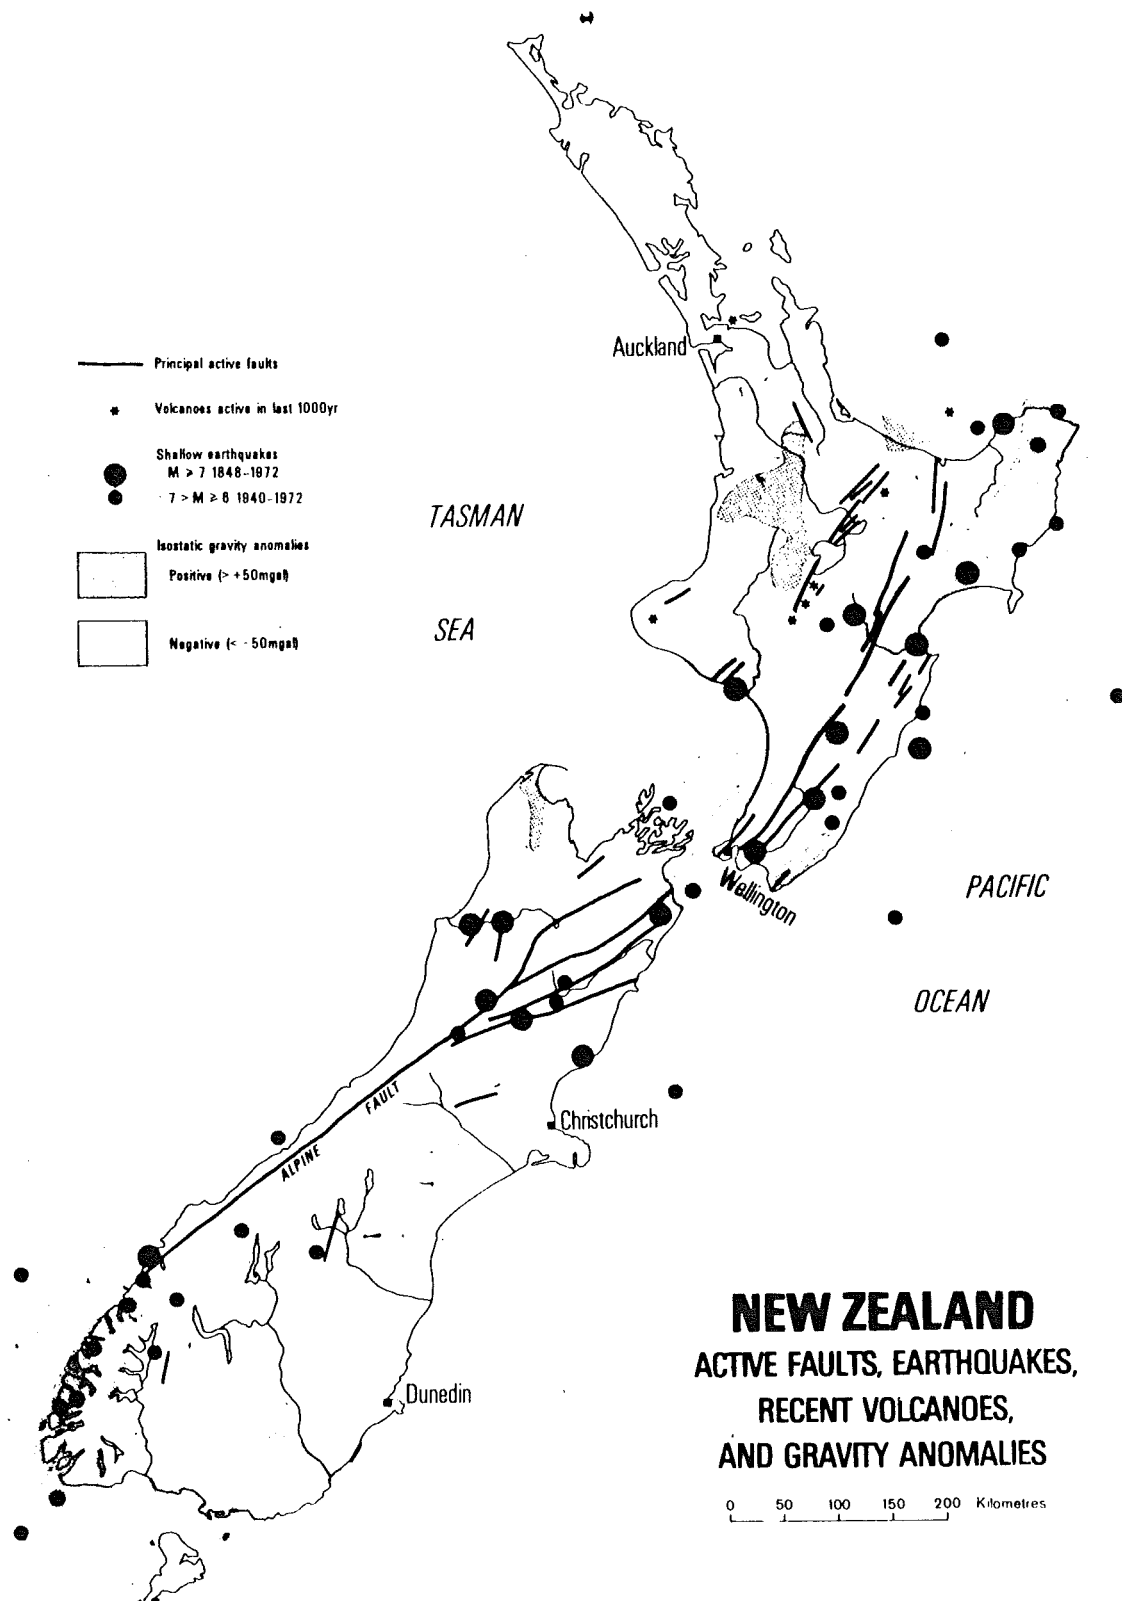 Auckland
Principal active faults
Volcanoes active in last 1000yr
Shallow earthquakes
M ≥ 7 1848-1972
7 > M ≥ 6 1940-1972
Isostatic gravity anomalies
Positive (> +50mgal)
Negative (< -50mgal)
TASMAN
SEA
Wellington
PACIFIC
OCEAN
ALPINE FAULT
Christchurch
Dunedin
NEW ZEALAND
ACTIVE FAULTS, EARTHQUAKES,
RECENT VOLCANOES,
AND GRAVITY ANOMALIES
0 50 100 150 200 Kilometres